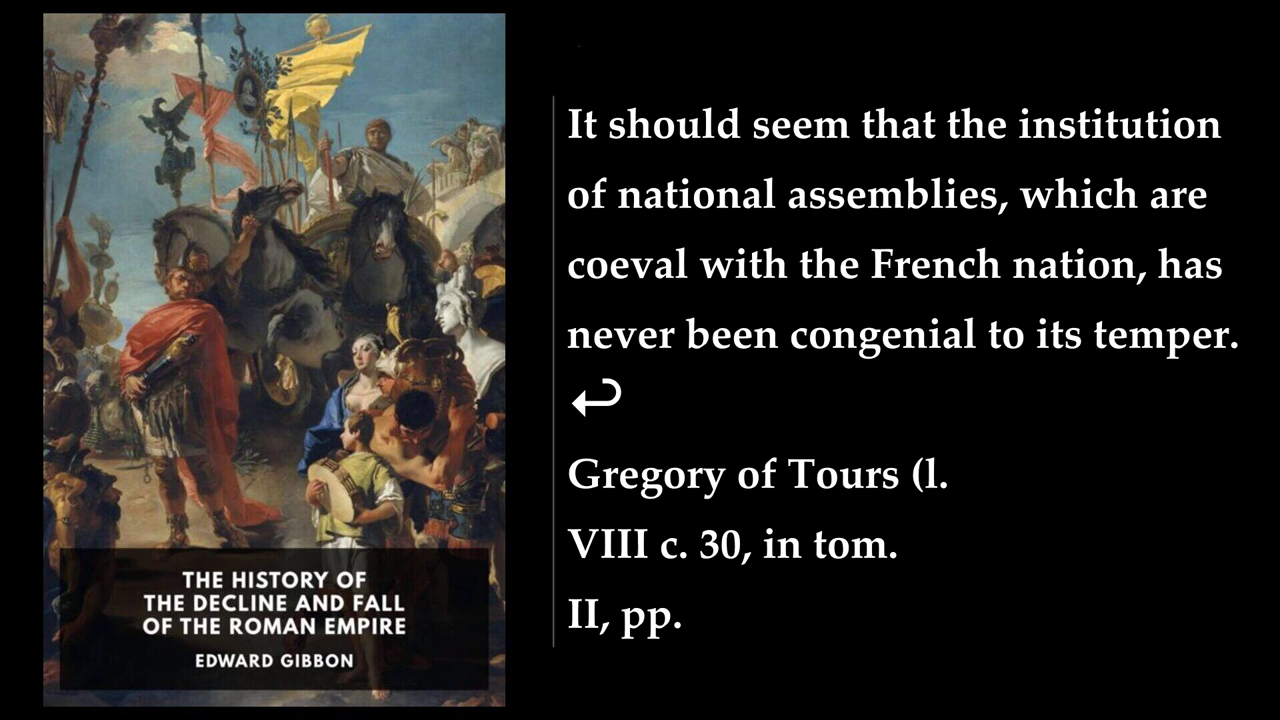 THE HISTORY OF
THE DECLINE AND FALL
OF THE ROMAN EMPIRE
EDWARD GIBBON
It should seem that the institution
of national assemblies, which are
coeval with the French nation, has
never been congenial to its temper.
↩
Gregory of Tours (l.
VIII c. 30, in tom.
II, pp.